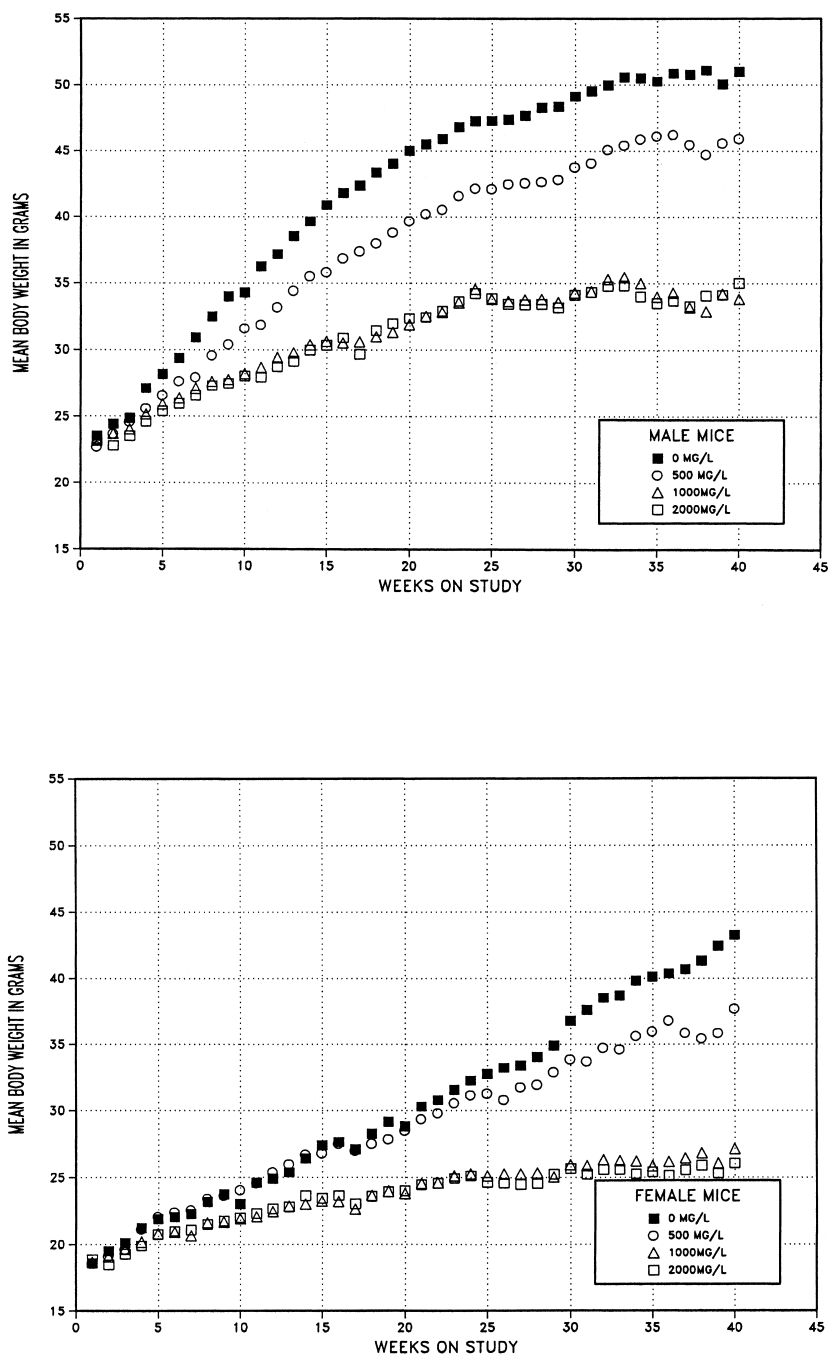 55
50
45
40
35
30
25
20
15
MEAN BODY WEIGHT IN GRAMS
MALE MICE
0 MG/L
500 MG/L
1000MG/L
2000MG/L
0 5 10 15 20 25 30 35 40 45
WEEKS ON STUDY
55
50
45
40
35
30
25
20
15
MEAN BODY WEIGHT IN GRAMS
FEMALE MICE
0 MG/L
500 MG/L
1000MG/L
2000MG/L
0 5 10 15 20 25 30 35 40 45
WEEKS ON STUDY